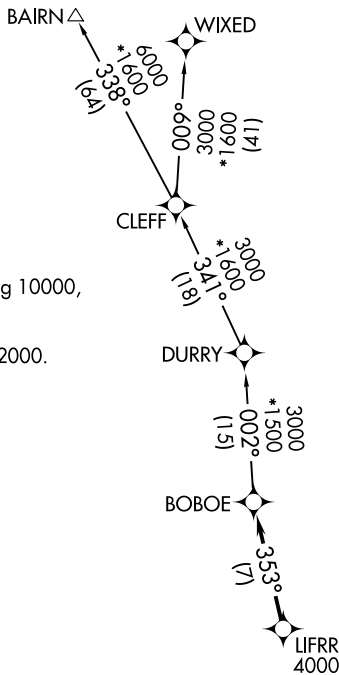 BAIRN
WIXED
6000
*1600
338°
(64)
009°
3000
*1600
(41)
CLEFF
3000
*1600
341°
(18)
g 10000,
2000.
DURRY
3000
*1500
002°
(15)
BOBOE
353°
(7)
LIFRR
4000